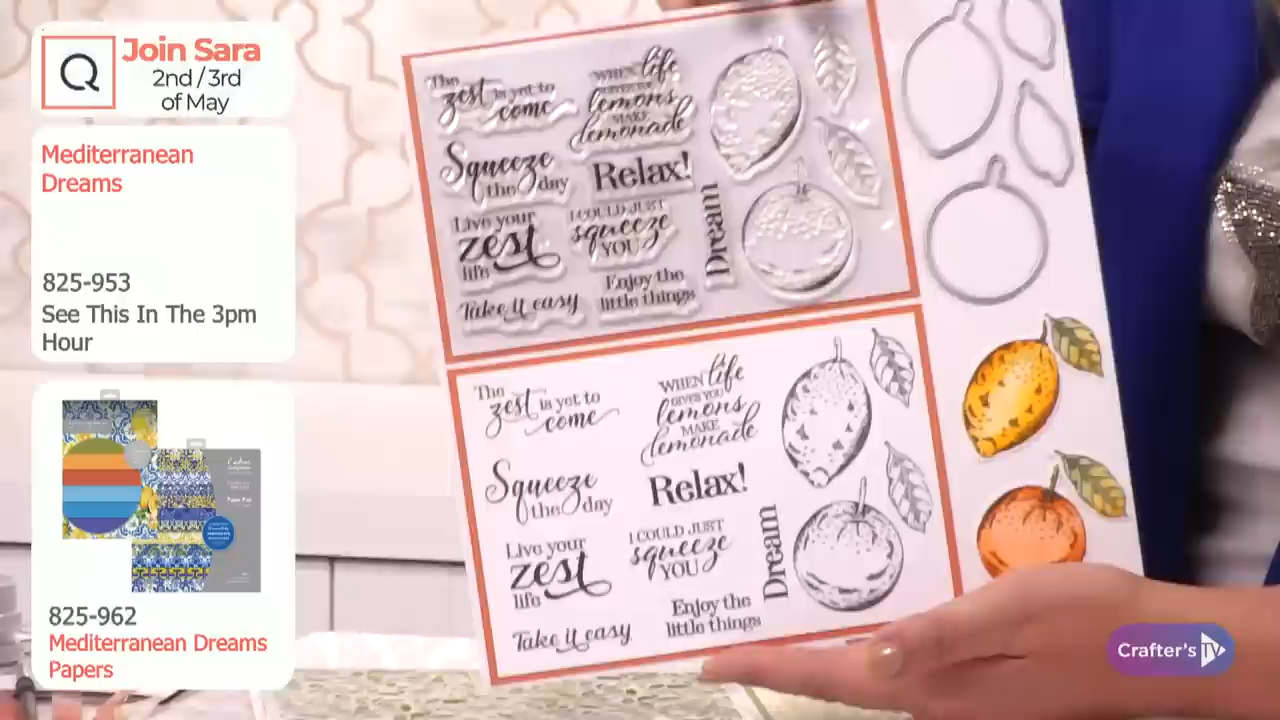 Q
Join Sara
2nd / 3rd
of May
Mediterranean
Dreams
825-953
See This In The 3pm
Hour
825-962
Mediterranean Dreams
Papers
The
zest is yet to
come
WHEN life
lemons
MAKE
lemonade
Squeeze
the day
Relax!
Live your
zest
life
I COULD JUST
squeeze
YOU
Dream
Take it easy
Enjoy the
little things
The
zest is yet to
come
WHEN life
GIVES YOU
lemons
MAKE
lemonade
Squeeze
the day
Relax!
Live your
zest
life
I COULD JUST
squeeze
YOU
Dream
Take it easy
Enjoy the
little things
Crafter's TV